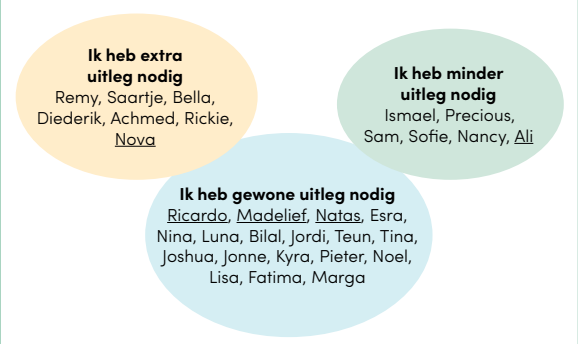 Ik heb extra
uitleg nodig
Remy, Saartje, Bella,
Diederik, Achmed, Rickie,
Nova
Ik heb minder
uitleg nodig
Ismael, Precious,
Sam, Sofie, Nancy, Ali
Ik heb gewone uitleg nodig
Ricardo, Madelief, Natas, Esra,
Nina, Luna, Bilal, Jordi, Teun, Tina,
Joshua, Jonne, Kyra, Pieter, Noel,
Lisa, Fatima, Marga